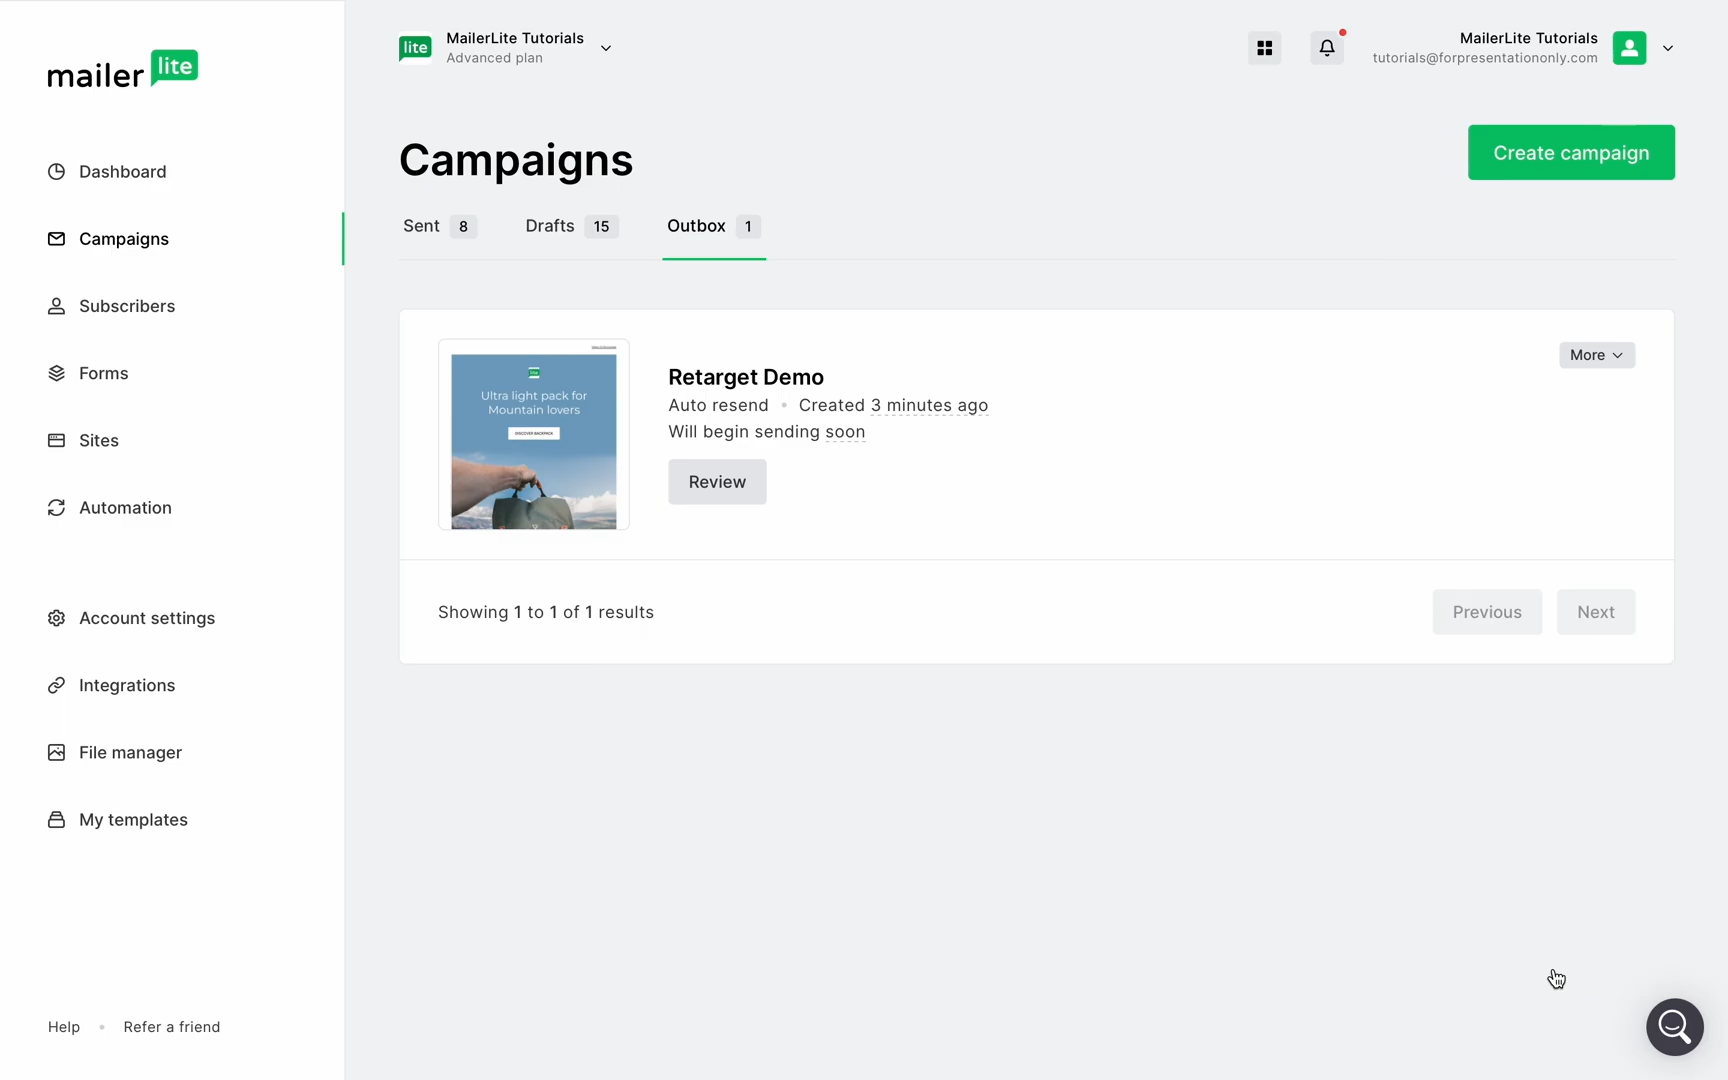 mailer lite
Dashboard
Campaigns
Subscribers
Forms
Sites
Automation
Account settings
Integrations
File manager
My templates
Help • Refer a friend
lite
MailerLite Tutorials
Advanced plan
MailerLite Tutorials
tutorials@forpresentationonly.com
Campaigns
Create campaign
Sent 8 Drafts 15 Outbox 1
Ultra light pack for
Mountain lovers
DISCOVER BACKPACK
Retarget Demo
Auto resend • Created 3 minutes ago
Will begin sending soon
Review
More
Showing 1 to 1 of 1 results
Previous
Next